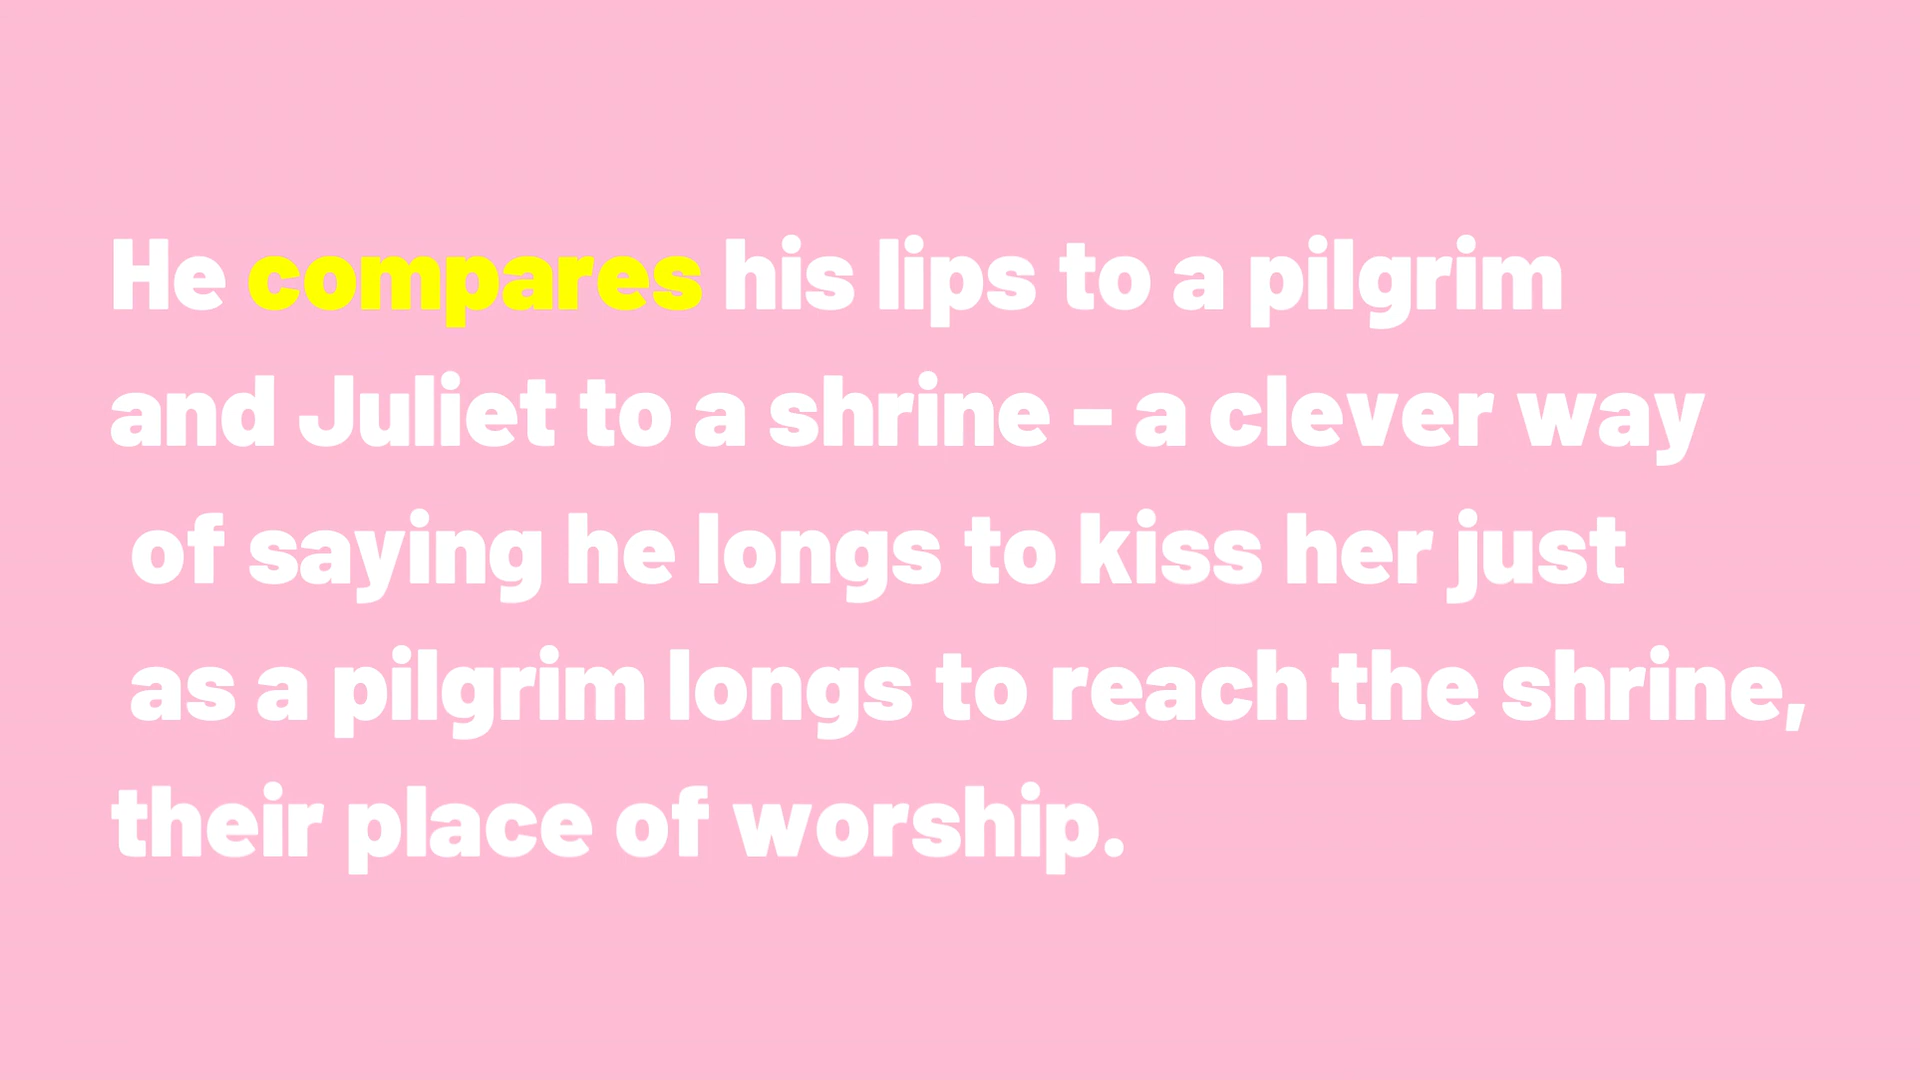 He compares his lips to a pilgrim
and Juliet to a shrine - a clever way
of saying he longs to kiss her just
as a pilgrim longs to reach the shrine,
their place of worship.